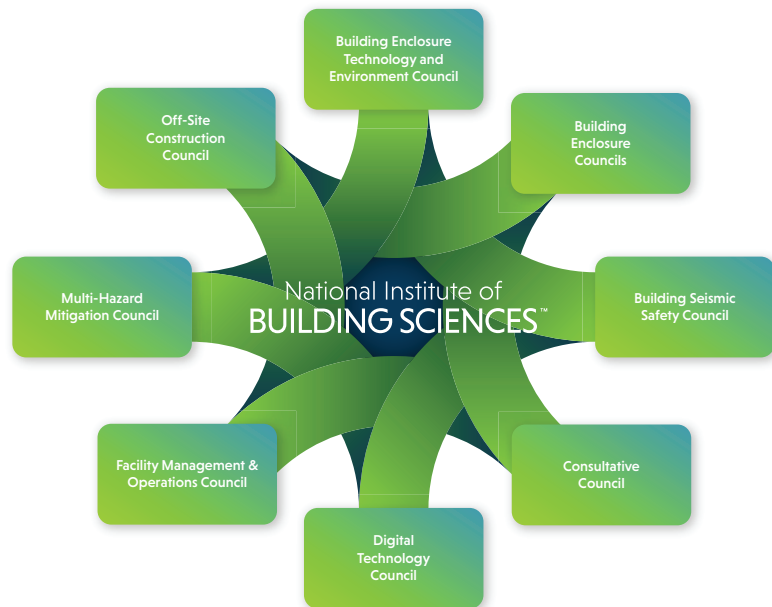 Building Enclosure
Technology and
Environment Council
Off-Site
Construction
Council
Building
Enclosure
Councils
Multi-Hazard
Mitigation Council
National Institute of
BUILDING SCIENCES™
Building Seismic
Safety Council
Facility Management &
Operations Council
Consultative
Council
Digital
Technology
Council